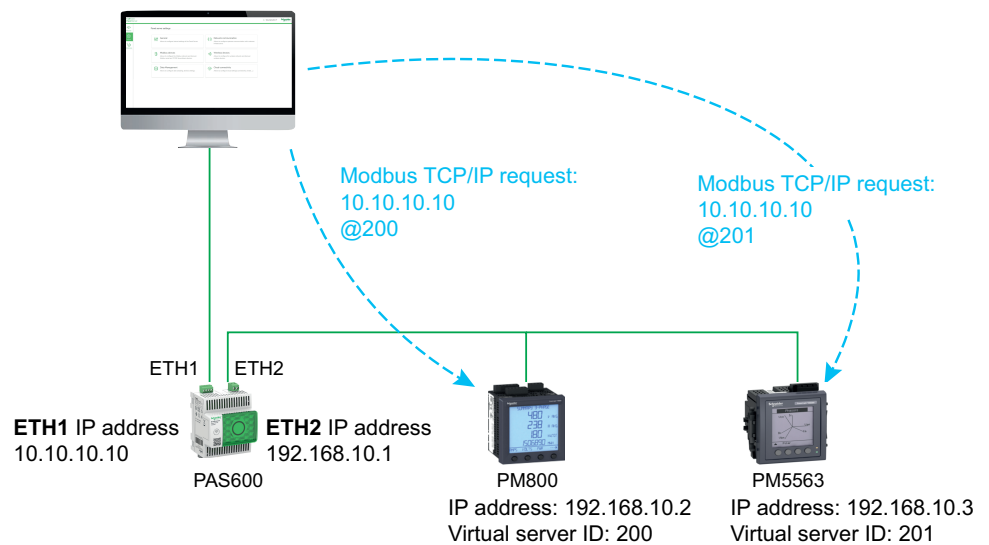 Modbus TCP/IP request:
10.10.10.10
@200
Modbus TCP/IP request:
10.10.10.10
@201
ETH1
ETH2
ETH1 IP address
10.10.10.10
ETH2 IP address
192.168.10.1
PAS600
PM800
IP address: 192.168.10.2
Virtual server ID: 200
PM5563
IP address: 192.168.10.3
Virtual server ID: 201